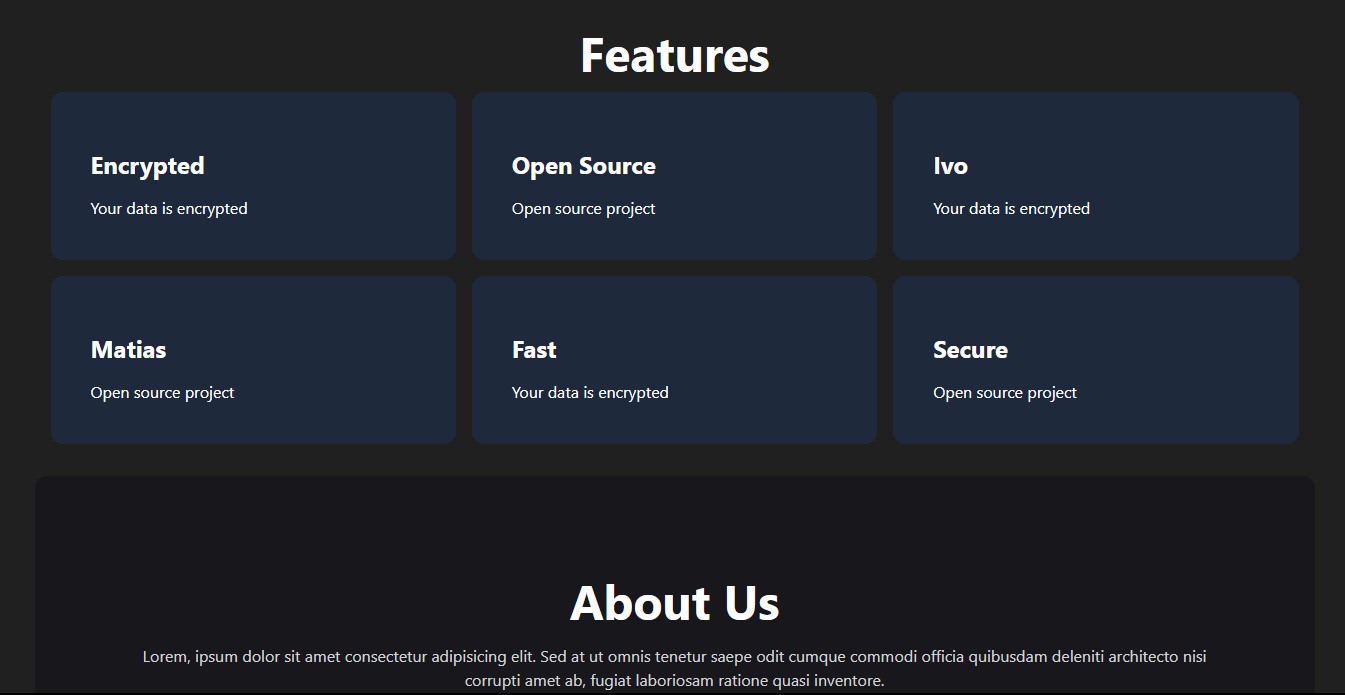 Features
Encrypted
Your data is encrypted
Open Source
Open source project
Ivo
Your data is encrypted
Matias
Open source project
Fast
Your data is encrypted
Secure
Open source project
About Us
Lorem, ipsum dolor sit amet consectetur adipisicing elit. Sed at ut omnis tenetur saepe odit cumque commodi officia quibusdam deleniti architecto nisi
corrupti amet ab, fugiat laboriosam ratione quasi inventore.